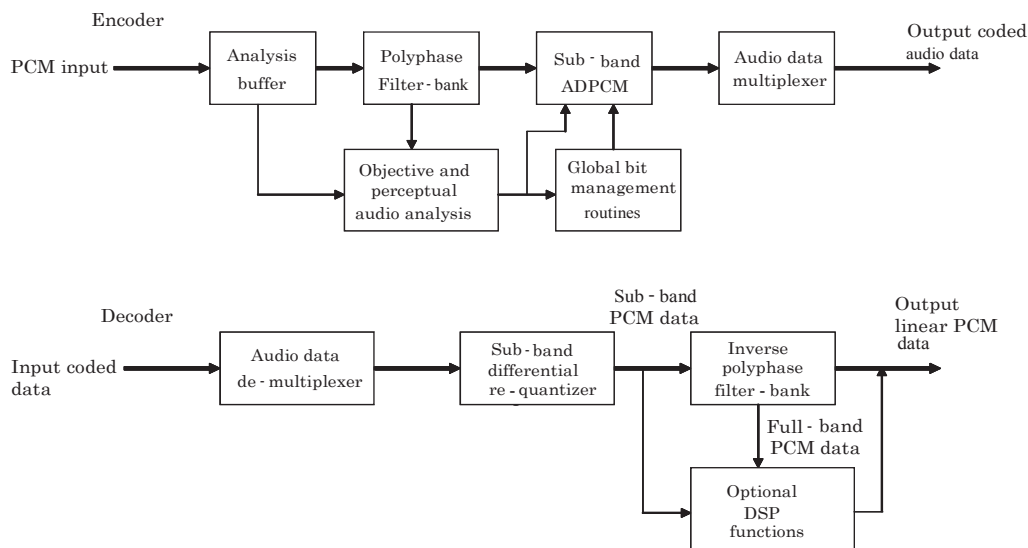 Encoder
PCM input
Analysis
buffer
Polyphase
Filter-bank
Sub-band
ADPCM
Audio data
multiplexer
Output coded
audio data
Objective and
perceptual
audio analysis
Global bit
management
routines
Decoder
Input coded
data
Audio data
de-multiplexer
Sub-band
differential
re-quantizer
Sub-band
PCM data
Inverse
polyphase
filter-bank
Output
linear PCM
data
Full-band
PCM data
Optional
DSP
functions